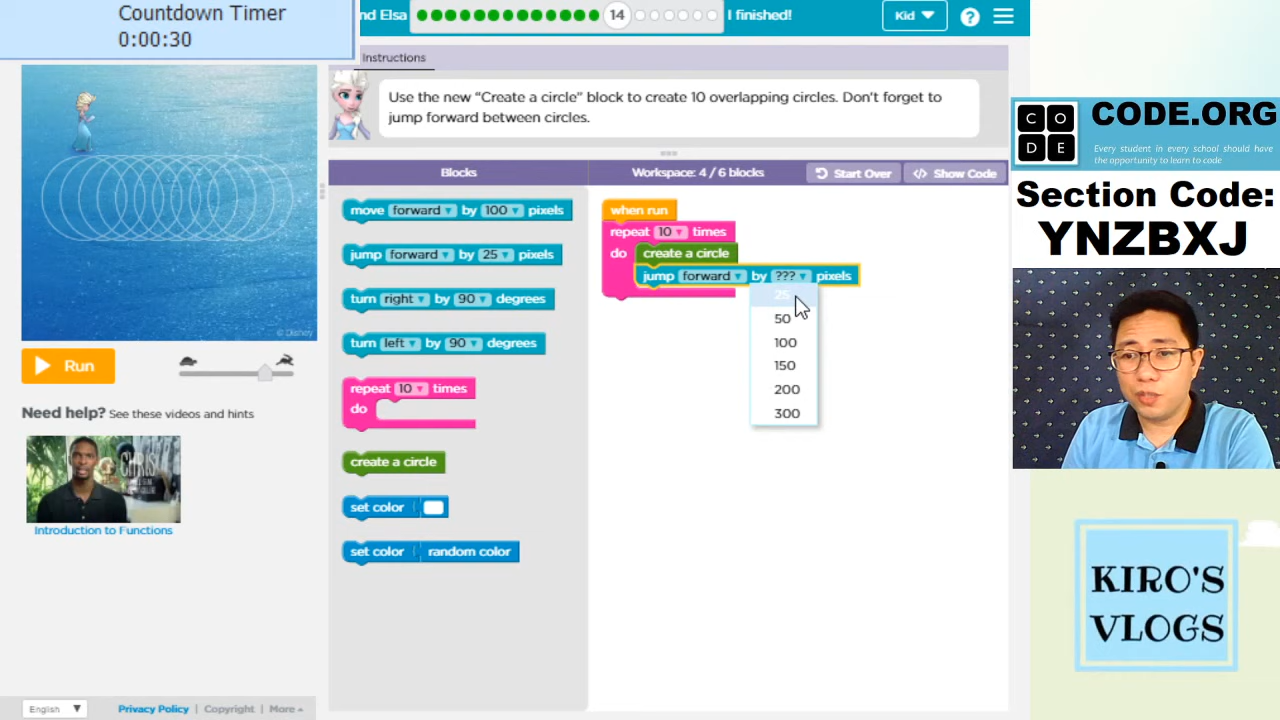 Countdown Timer
0:00:30
nd Elsa
14
I finished!
Kid
?
Instructions
Use the new “Create a circle” block to create 10 overlapping circles. Don't forget to
jump forward between circles.
Blocks
Workspace: 4 / 6 blocks
Start Over
</> Show Code
move forward by 100 pixels
jump forward by 25 pixels
turn right by 90 degrees
turn left by 90 degrees
repeat 10 times
do
create a circle
set color
set color random color
when run
repeat 10 times
do create a circle
jump forward by ??? pixels
25
50
100
150
200
300
© Disney
Run
Need help? See these videos and hints
CHRIS
Introduction to Functions
English
Privacy Policy | Copyright | More
C O
D E
CODE.ORG
Every student in every school should have
the opportunity to learn to code
Section Code:
YNZBXJ
KIRO'S
VLOGS